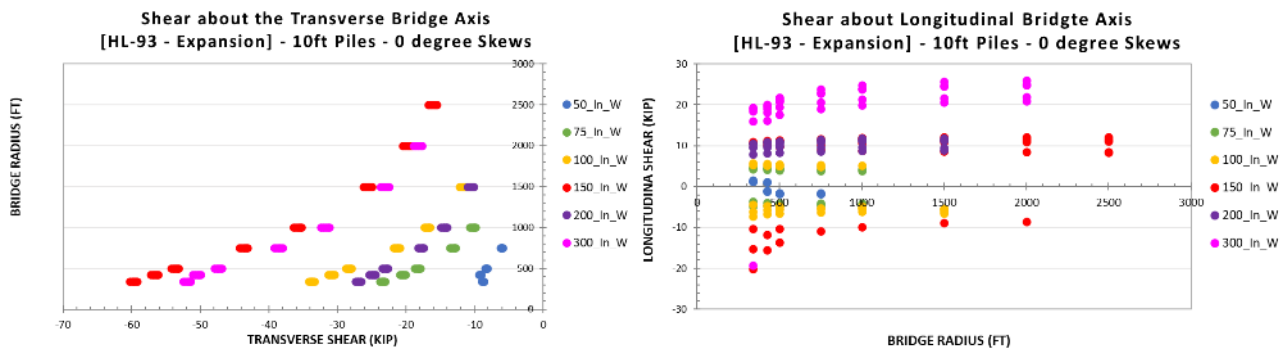 Shear about the Transverse Bridge Axis
[HL-93 - Expansion] - 10ft Piles - 0 degree Skews
BRIDGE RADIUS (FT)
3000
2500
2000
1500
1000
500
0
-70 -60 -50 -40 -30 -20 -10 0
TRANSVERSE SHEAR (KIP)
50_In_W
75_In_W
100_In_W
150_In_W
200_In_W
300_In_W
Shear about Longitudinal Bridgte Axis
[HL-93 - Expansion] - 10ft Piles - 0 degree Skews
LONGITUDINA SHEAR (KIP)
30
20
10
0
-10
-20
-30
0 500 1000 1500 2000 2500 3000
BRIDGE RADIUS (FT)
50_In_W
75_In_W
100_In_W
150_In_W
200_In_W
300_In_W